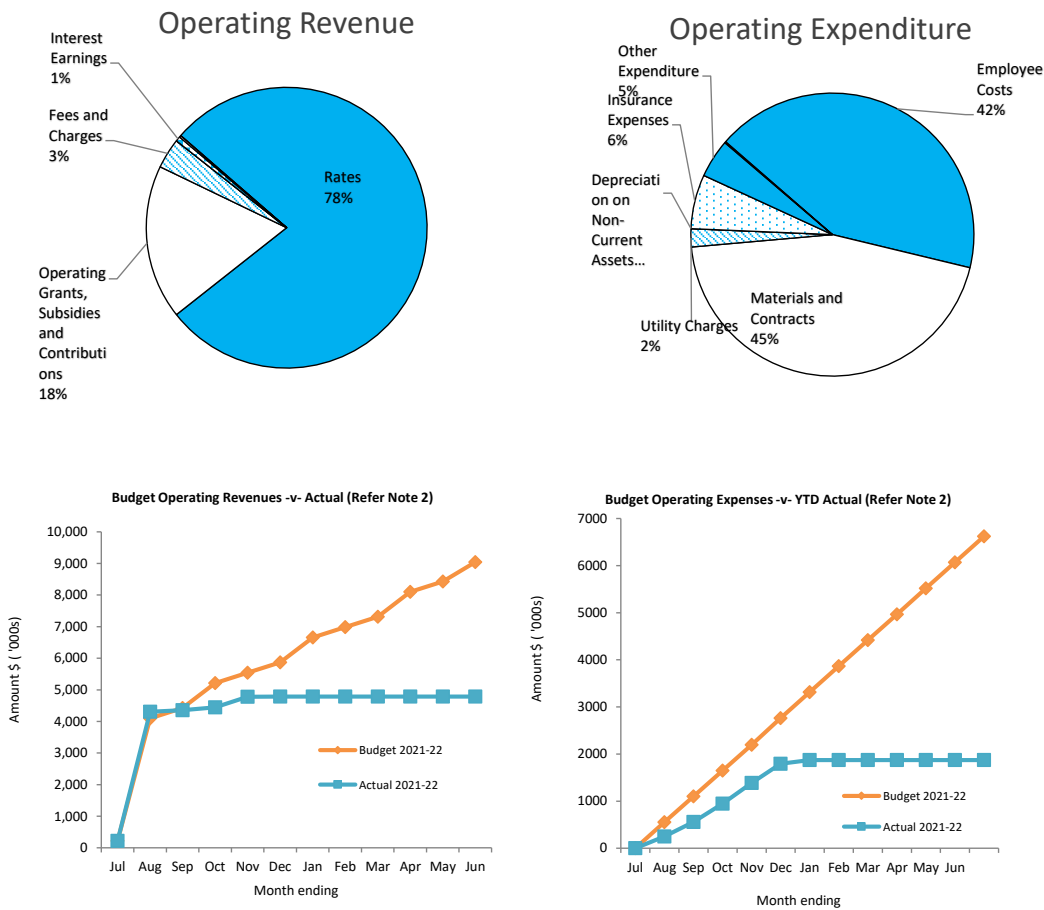 Operating Revenue
Interest
Earnings
1%
Fees and
Charges
3%
Rates
78%
Operating
Grants,
Subsidies
and
Contributi
ons
18%
Operating Expenditure
Other
Expenditure
5%
Insurance
Expenses
6%
Employee
Costs
42%
Depreciati
on on
Non-
Current
Assets...
Utility Charges
2%
Materials and
Contracts
45%
Budget Operating Revenues -v- Actual (Refer Note 2)
10,000
9,000
8,000
7,000
6,000
5,000
4,000
3,000
2,000
1,000
0
Amount $ ( '000s)
Budget 2021-22
Actual 2021-22
Jul Aug Sep Oct Nov Dec Jan Feb Mar Apr May Jun
Month ending
Budget Operating Expenses -v- YTD Actual (Refer Note 2)
7000
6000
5000
4000
3000
2000
1000
0
Amount $ ( '000s)
Budget 2021-22
Actual 2021-22
Jul Aug Sep Oct Nov Dec Jan Feb Mar Apr May Jun
Month ending